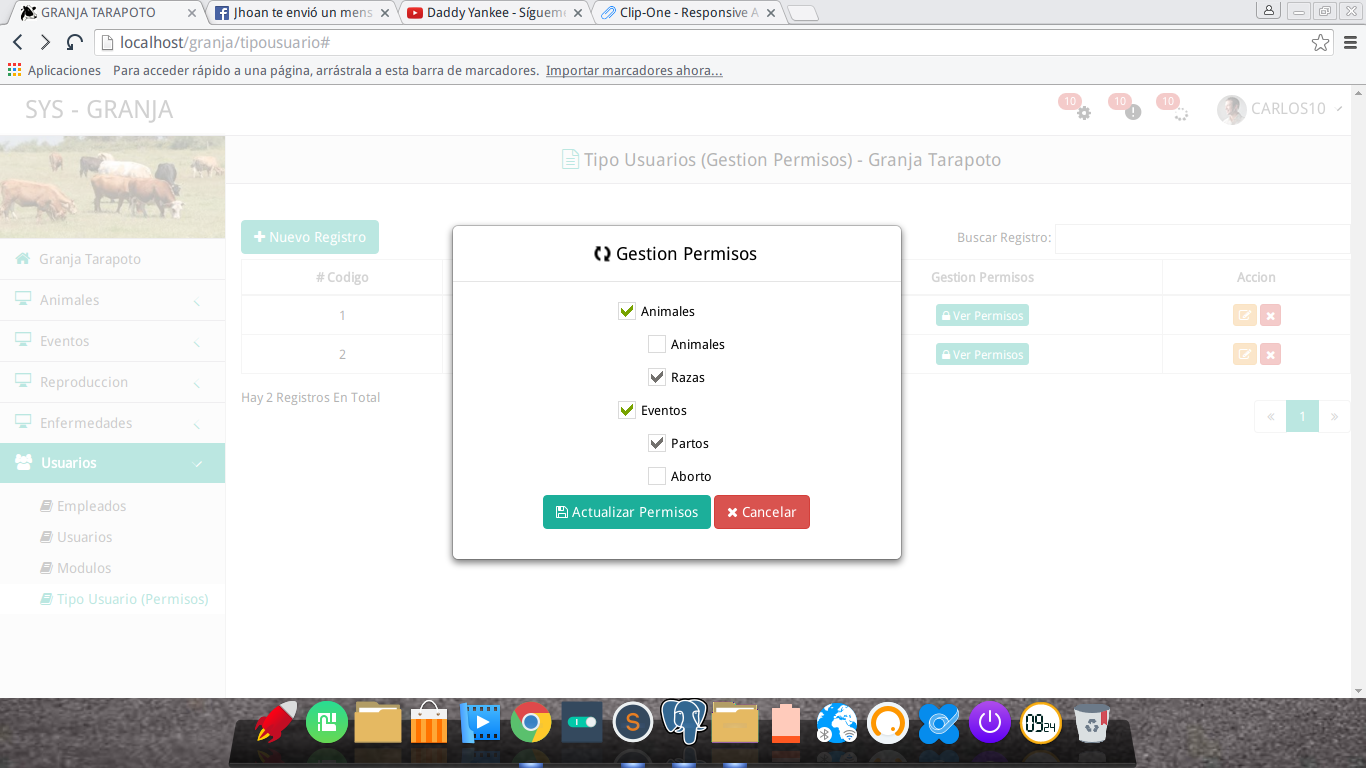 GRANJA TARAPOTO
Jhoan te envió un mens
Daddy Yankee - Síguem
Clip-One - Responsive A
localhost/granja/tipousuario#
Aplicaciones
Para acceder rápido a una página, arrástrala a esta barra de marcadores. Importar marcadores ahora...
SYS - GRANJA
10
10
10
CARLOS10
Tipo Usuarios (Gestion Permisos) - Granja Tarapoto
Granja Tarapoto
Animales
Eventos
Reproduccion
Enfermedades
Usuarios
Empleados
Usuarios
Modulos
Tipo Usuario (Permisos)
Nuevo Registro
Buscar Registro:
# Codigo
Gestion Permisos
Accion
1
Ver Permisos
2
Ver Permisos
Hay 2 Registros En Total
«
1
»
Gestion Permisos
Animales
Animales
Razas
Eventos
Partos
Aborto
Actualizar Permisos
Cancelar
S
09 24